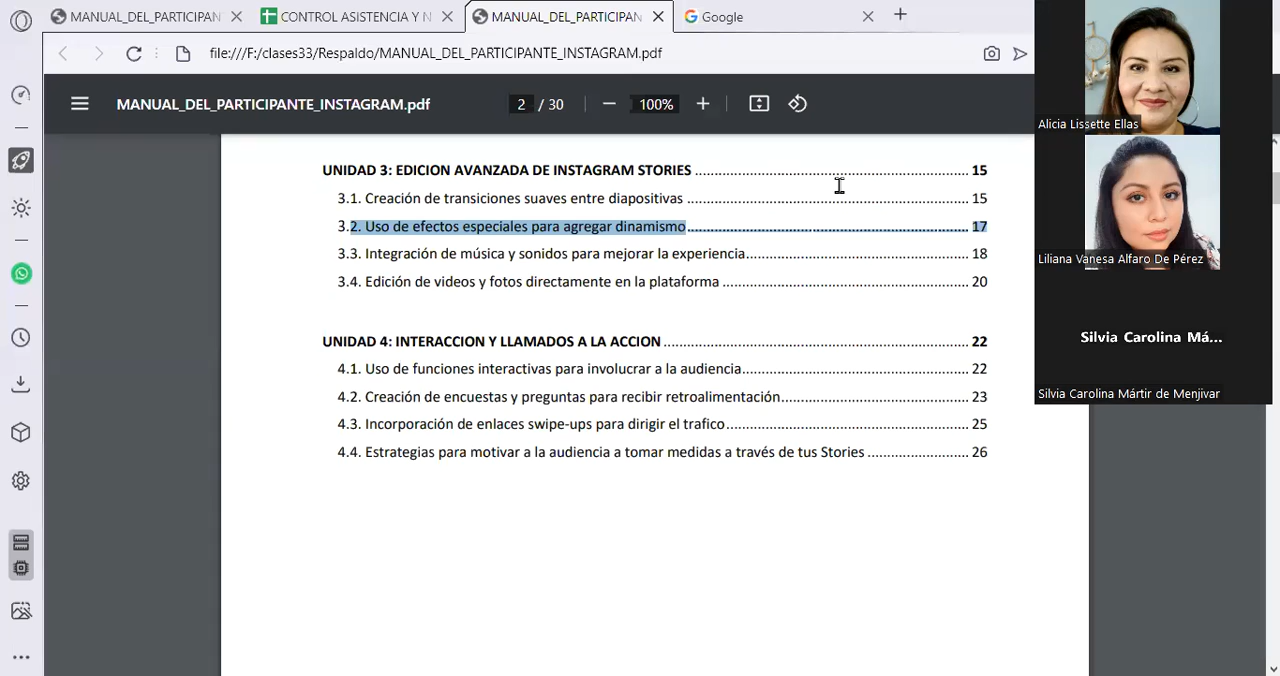 MANUAL_DEL_PARTICIPAN
CONTROL ASISTENCIA Y N
MANUAL_DEL_PARTICIPAN
Google
file:///F:/clases33/Respaldo/MANUAL_DEL_PARTICIPANTE_INSTAGRAM.pdf
MANUAL_DEL_PARTICIPANTE_INSTAGRAM.pdf
2 / 30
100%
UNIDAD 3: EDICION AVANZADA DE INSTAGRAM STORIES ........ 15
3.1. Creación de transiciones suaves entre diapositivas ........ 15
3.2. Uso de efectos especiales para agregar dinamismo ........ 17
3.3. Integración de música y sonidos para mejorar la experiencia ........ 18
3.4. Edición de videos y fotos directamente en la plataforma ........ 20
UNIDAD 4: INTERACCION Y LLAMADOS A LA ACCION ........ 22
4.1. Uso de funciones interactivas para involucrar a la audiencia ........ 22
4.2. Creación de encuestas y preguntas para recibir retroalimentación ........ 23
4.3. Incorporación de enlaces swipe-ups para dirigir el trafico ........ 25
4.4. Estrategias para motivar a la audiencia a tomar medidas a través de tus Stories ........ 26
Alicia Lissette Ellas
Liliana Vanesa Alfaro De Pérez
Silvia Carolina Má...
Silvia Carolina Mártir de Menjivar